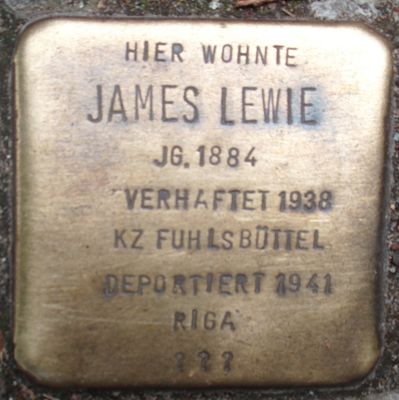 HIER WOHNTE
JAMES LEWIE
JG. 1884
VERHAFTET 1938
KZ FUHLSBÜTTEL
DEPORTIERT 1941
RIGA
???